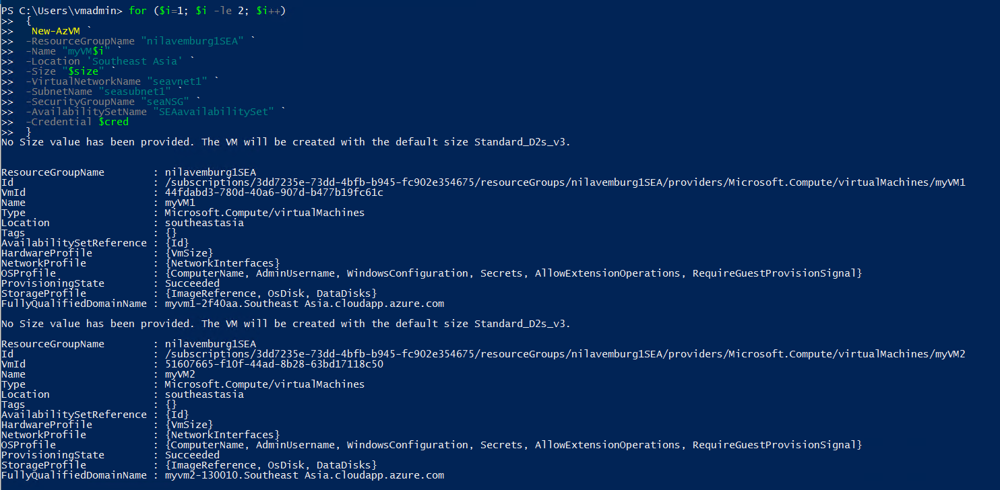 PS C:\Users\vmadmin> for ($i=1; $i -le 2; $i++)
>>  {
>>   New-AzVM `
>>  -ResourceGroupName "nilavemburg1SEA" `
>>  -Name "myVM$i" `
>>  -Location 'Southeast Asia' `
>>  -Size "$size" `
>>  -VirtualNetworkName "seavnet1" `
>>  -SubnetName "seasubnet1" `
>>  -SecurityGroupName "seaNSG" `
>>  -AvailabilitySetName "SEAavailabilitySet" `
>>  -Credential $cred
>>  }
No Size value has been provided. The VM will be created with the default size Standard_D2s_v3.
ResourceGroupName        : nilavemburg1SEA
Id                       : /subscriptions/3dd7235e-73dd-4bfb-b945-fc902e354675/resourceGroups/nilavemburg1SEA/providers/Microsoft.Compute/virtualMachines/myVM1
VmId                     : 44fdabd3-780d-40a6-907d-b477b19fc61c
Name                     : myVM1
Type                     : Microsoft.Compute/virtualMachines
Location                 : southeastasia
Tags                     : {}
AvailabilitySetReference : {Id}
HardwareProfile          : {VmSize}
NetworkProfile           : {NetworkInterfaces}
OSProfile                : {ComputerName, AdminUsername, WindowsConfiguration, Secrets, AllowExtensionOperations, RequireGuestProvisionSignal}
ProvisioningState        : Succeeded
StorageProfile           : {ImageReference, OsDisk, DataDisks}
FullyQualifiedDomainName : myvm1-2f40aa.Southeast Asia.cloudapp.azure.com
No Size value has been provided. The VM will be created with the default size Standard_D2s_v3.
ResourceGroupName        : nilavemburg1SEA
Id                       : /subscriptions/3dd7235e-73dd-4bfb-b945-fc902e354675/resourceGroups/nilavemburg1SEA/providers/Microsoft.Compute/virtualMachines/myVM2
VmId                     : 51607665-f10f-44ad-8b28-63bd17118c50
Name                     : myVM2
Type                     : Microsoft.Compute/virtualMachines
Location                 : southeastasia
Tags                     : {}
AvailabilitySetReference : {Id}
HardwareProfile          : {VmSize}
NetworkProfile           : {NetworkInterfaces}
OSProfile                : {ComputerName, AdminUsername, WindowsConfiguration, Secrets, AllowExtensionOperations, RequireGuestProvisionSignal}
ProvisioningState        : Succeeded
StorageProfile           : {ImageReference, OsDisk, DataDisks}
FullyQualifiedDomainName : myvm2-130010.Southeast Asia.cloudapp.azure.com